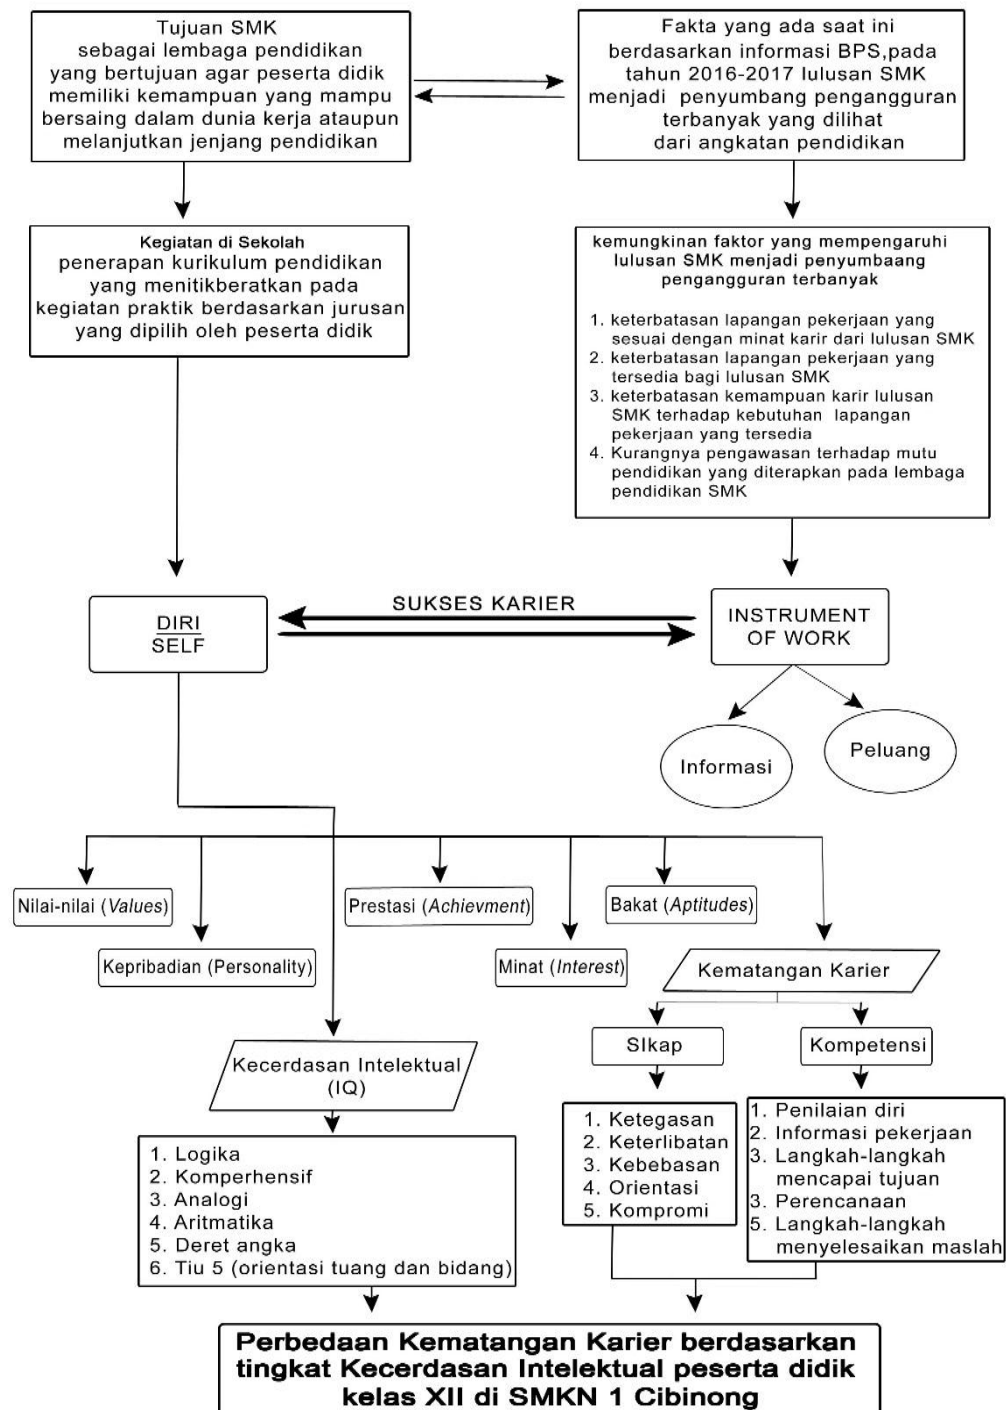 Tujuan SMK
sebagai lembaga pendidikan
yang bertujuan agar peserta didik
memiliki kemampuan yang mampu
bersaing dalam dunia kerja ataupun
melanjutkan jenjang pendidikan
Fakta yang ada saat ini
berdasarkan informasi BPS,pada
tahun 2016-2017 lulusan SMK
menjadi penyumbang pengangguran
terbanyak yang dilihat
dari angkatan pendidikan
Kegiatan di Sekolah
penerapan kurikulum pendidikan
yang menitikberatkan pada
kegiatan praktik berdasarkan jurusan
yang dipilih oleh peserta didik
kemungkinan faktor yang mempengaruhi
lulusan SMK menjadi penyumbaang
pengangguran terbanyak
1. keterbatasan lapangan pekerjaan yang
sesuai dengan minat karir dari lulusan SMK
2. keterbatasan lapangan pekerjaan yang
tersedia bagi lulusan SMK
3. keterbatasan kemampuan karir lulusan
SMK terhadap kebutuhan lapangan
pekerjaan yang tersedia
4. Kurangnya pengawasan terhadap mutu
pendidikan yang diterapkan pada lembaga
pendidikan SMK
DIRI
SELF
SUKSES KARIER
INSTRUMENT
OF WORK
Informasi
Peluang
Nilai-nilai (Values)
Prestasi (Achievment)
Bakat (Aptitudes)
Kepribadian (Personality)
Minat (Interest)
Kematangan Karier
SIkap
Kompetensi
Kecerdasan Intelektual
(IQ)
1. Ketegasan
2. Keterlibatan
3. Kebebasan
4. Orientasi
5. Kompromi
1. Penilaian diri
2. Informasi pekerjaan
3. Langkah-langkah
mencapai tujuan
3. Perencanaan
5. Langkah-langkah
menyelesaikan maslah
1. Logika
2. Komperhensif
3. Analogi
4. Aritmatika
5. Deret angka
6. Tiu 5 (orientasi tuang dan bidang)
Perbedaan Kematangan Karier berdasarkan
tingkat Kecerdasan Intelektual peserta didik
kelas XII di SMKN 1 Cibinong